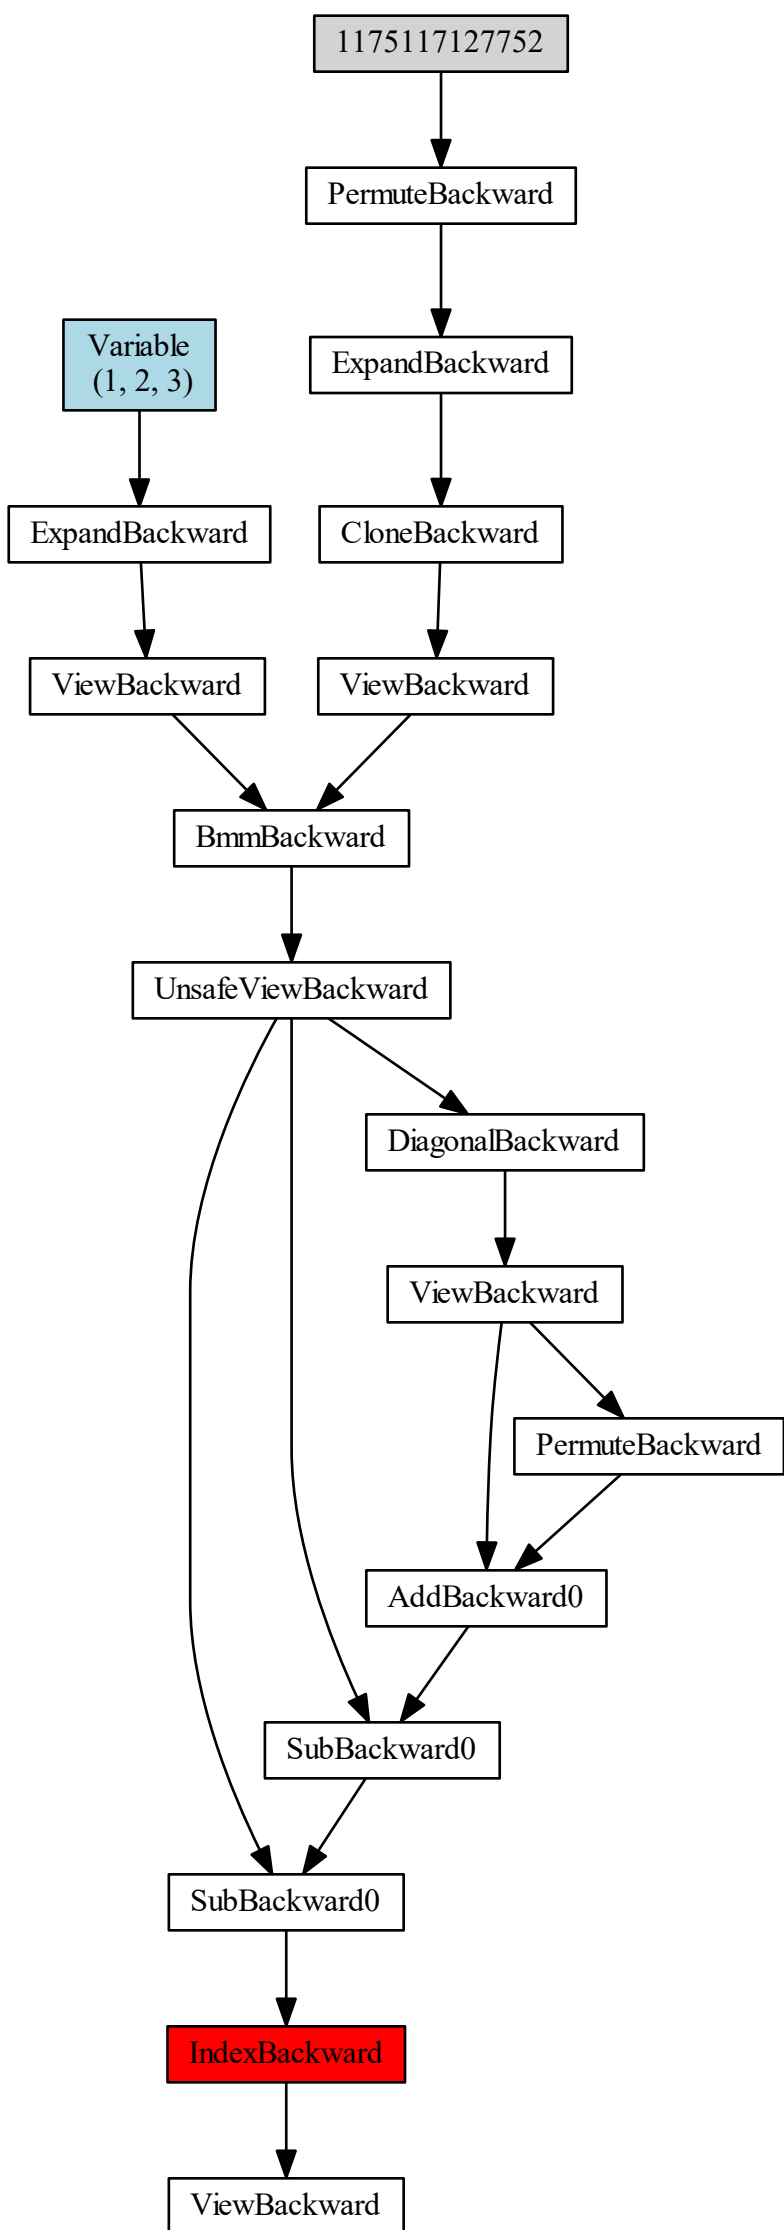 1175117127752
PermuteBackward
Variable
(1, 2, 3)
ExpandBackward
ExpandBackward
CloneBackward
ViewBackward
ViewBackward
BmmBackward
UnsafeViewBackward
DiagonalBackward
ViewBackward
PermuteBackward
AddBackward0
SubBackward0
SubBackward0
IndexBackward
ViewBackward